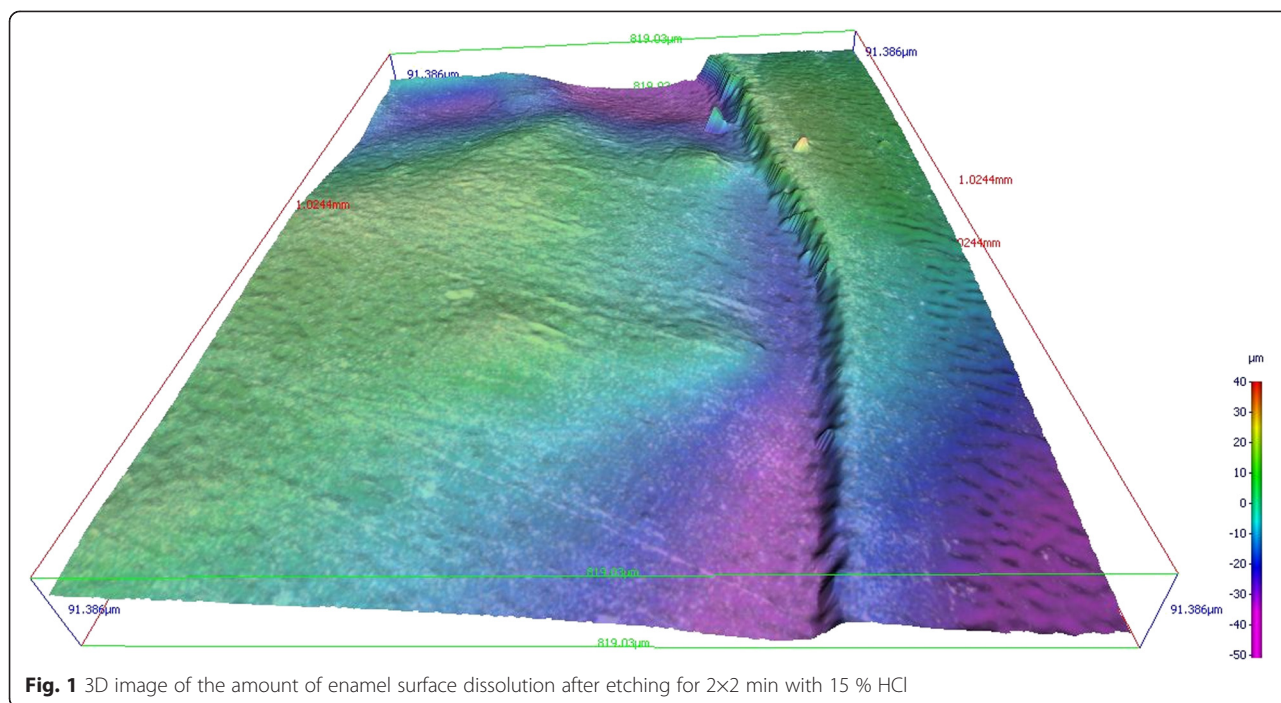 819.03µm
91.386µm
91.386µm
819.03µm
1.0244mm
1.0244mm
0244mm
µm
40
30
20
10
0
-10
-20
-30
-40
-50
819.03µm
91.386µm
91.386µm
819.03µm
Fig. 1 3D image of the amount of enamel surface dissolution after etching for 2×2 min with 15 % HCl